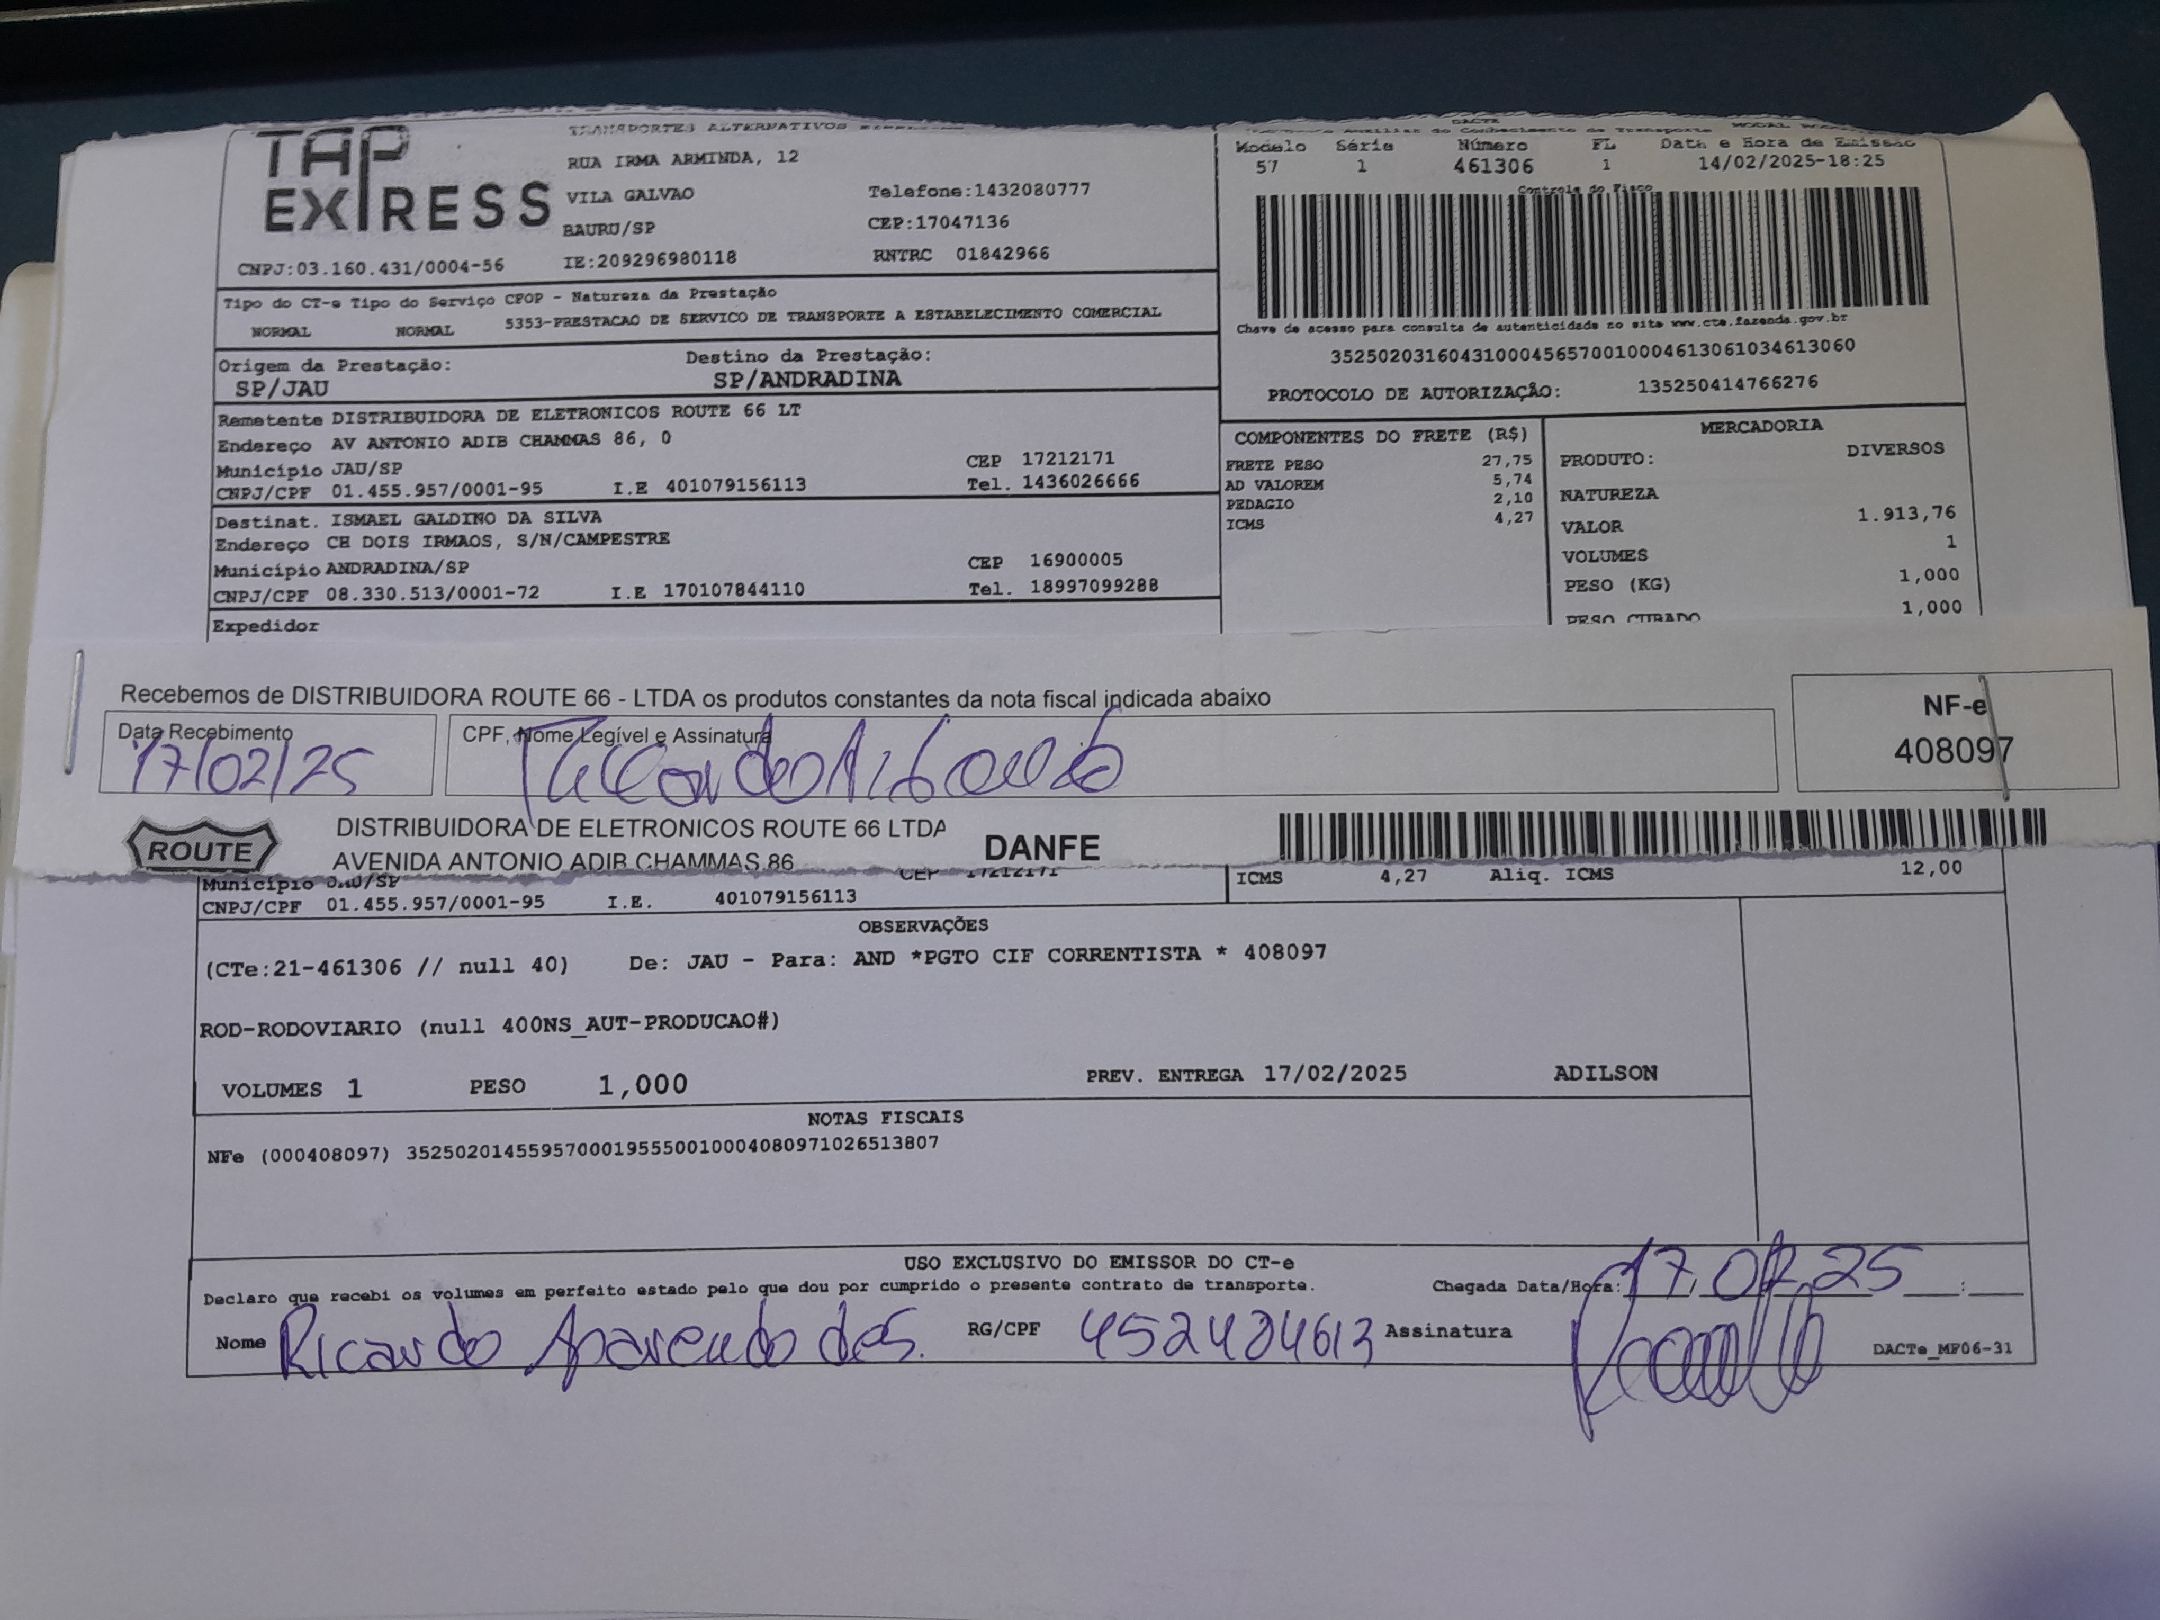 TAP EXPRESS
TRANSPORTES ALTERNATIVOS
RUA IRMA ARMINDA, 12
VILA GALVAO Telefone:1432080777
BAURU/SP CEP:17047136
CNPJ:03.160.431/0004-56 IE:209296980118 RNTRC 01842966
DACTE
Modelo Série Número FL Data e Hora de Emissão
57 1 461306 1 14/02/2025-18:25
Controle do Fisco
Chave de acesso para consulta de autenticidade no site www.cte.fazenda.gov.br
35250203160431000456570010004613061034613060
PROTOCOLO DE AUTORIZAÇÃO: 135250414766276
Tipo do CT-e Tipo do Serviço CFOP - Natureza da Prestação
NORMAL NORMAL 5353-PRESTACAO DE SERVICO DE TRANSPORTE A ESTABELECIMENTO COMERCIAL
Origem da Prestação: Destino da Prestação:
SP/JAU SP/ANDRADINA
Remetente DISTRIBUIDORA DE ELETRONICOS ROUTE 66 LT
Endereço AV ANTONIO ADIB CHAMMAS 86, 0
Município JAU/SP CEP 17212171
CNPJ/CPF 01.455.957/0001-95 I.E 401079156113 Tel. 1436026666
Destinat. ISMAEL GALDINO DA SILVA
Endereço CH DOIS IRMAOS, S/N/CAMPESTRE
Município ANDRADINA/SP CEP 16900005
CNPJ/CPF 08.330.513/0001-72 I.E 170107844110 Tel. 18997099288
Expedidor
COMPONENTES DO FRETE (R$)
FRETE PESO 27,75
AD VALOREM 5,74
PEDAGIO 2,10
ICMS 4,27
MERCADORIA
PRODUTO: DIVERSOS
NATUREZA
VALOR 1.913,76
VOLUMES 1
PESO (KG) 1,000
PESO CUBADO 1,000
Recebemos de DISTRIBUIDORA ROUTE 66 - LTDA os produtos constantes da nota fiscal indicada abaixo
Data Recebimento CPF, Nome Legível e Assinatura
17/02/25
NF-e
408097
ROUTE
DISTRIBUIDORA DE ELETRONICOS ROUTE 66 LTDA
AVENIDA ANTONIO ADIB CHAMMAS 86
DANFE
Município JAU/SP CEP 17212171
CNPJ/CPF 01.455.957/0001-95 I.E. 401079156113
ICMS 4,27 Aliq. ICMS 12,00
OBSERVAÇÕES
(CTe:21-461306 // null 40) De: JAU - Para: AND *PGTO CIF CORRENTISTA * 408097
ROD-RODOVIARIO (null 400NS_AUT-PRODUCAO#)
VOLUMES 1 PESO 1,000 PREV. ENTREGA 17/02/2025 ADILSON
NOTAS FISCAIS
NFe (000408097) 35250201455957000195550010004080971026513807
USO EXCLUSIVO DO EMISSOR DO CT-e
Declaro que recebi os volumes em perfeito estado pelo que dou por cumprido o presente contrato de transporte. Chegada Data/Hora: 17,02,25 :
Nome Ricardo Aparecido dos. RG/CPF 452404613 Assinatura
DACTe_MF06-31